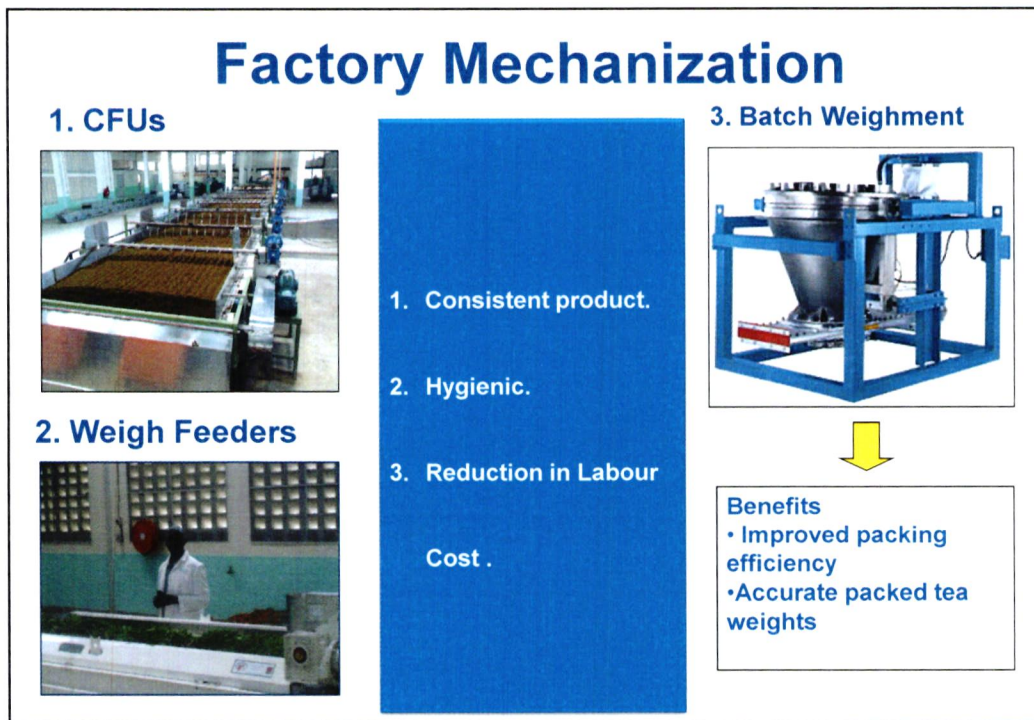 Factory Mechanization
1. CFUs
2. Weigh Feeders
1. Consistent product.
2. Hygienic.
3. Reduction in Labour
Cost .
3. Batch Weighment
Benefits
• Improved packing
efficiency
•Accurate packed tea
weights